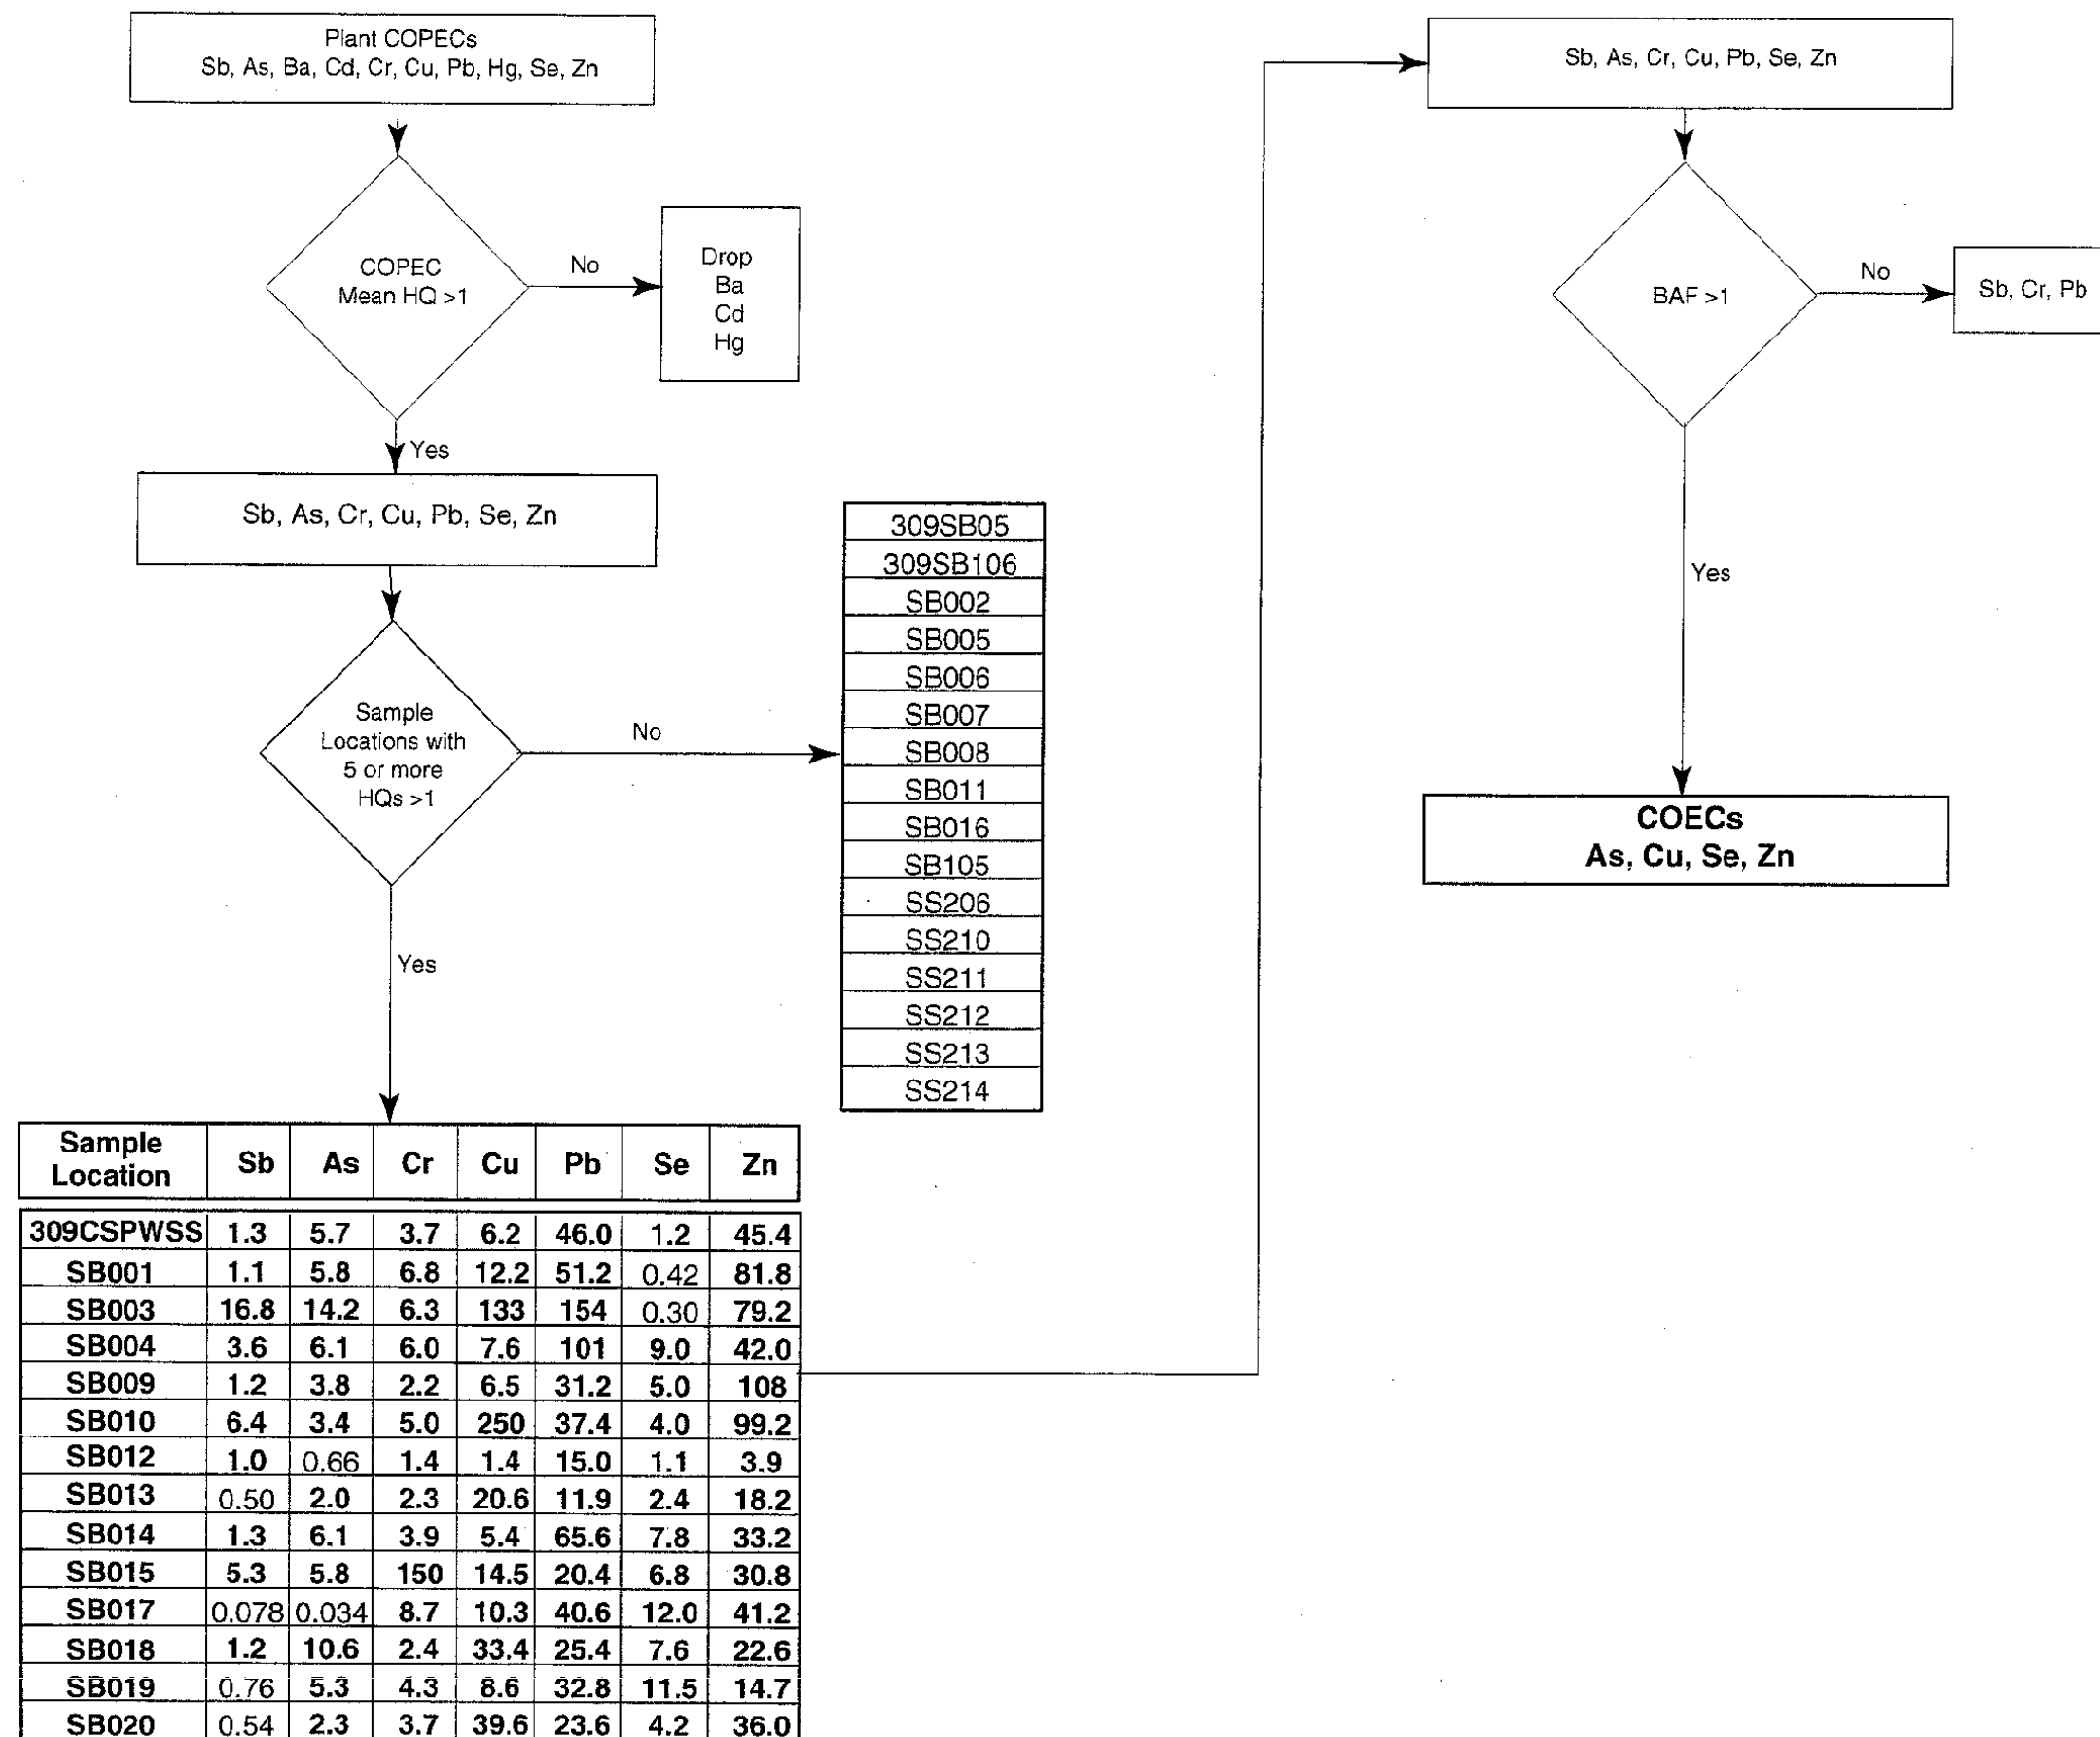 Plant COPECs
Sb, As, Ba, Cd, Cr, Cu, Pb, Hg, Se, Zn
COPEC
Mean HQ >1
No
Drop
Ba
Cd
Hg
Yes
Sb, As, Cr, Cu, Pb, Se, Zn
Sample
Locations with
5 or more
HQs >1
No
309SB05
309SB106
SB002
SB005
SB006
SB007
SB008
SB011
SB016
SB105
SS206
SS210
SS211
SS212
SS213
SS214
Yes
Sample Location Sb As Cr Cu Pb Se Zn
309CSPWSS 1.3 5.7 3.7 6.2 46.0 1.2 45.4
SB001 1.1 5.8 6.8 12.2 51.2 0.42 81.8
SB003 16.8 14.2 6.3 133 154 0.30 79.2
SB004 3.6 6.1 6.0 7.6 101 9.0 42.0
SB009 1.2 3.8 2.2 6.5 31.2 5.0 108
SB010 6.4 3.4 5.0 250 37.4 4.0 99.2
SB012 1.0 0.66 1.4 1.4 15.0 1.1 3.9
SB013 0.50 2.0 2.3 20.6 11.9 2.4 18.2
SB014 1.3 6.1 3.9 5.4 65.6 7.8 33.2
SB015 5.3 5.8 150 14.5 20.4 6.8 30.8
SB017 0.078 0.034 8.7 10.3 40.6 12.0 41.2
SB018 1.2 10.6 2.4 33.4 25.4 7.6 22.6
SB019 0.76 5.3 4.3 8.6 32.8 11.5 14.7
SB020 0.54 2.3 3.7 39.6 23.6 4.2 36.0
Sb, As, Cr, Cu, Pb, Se, Zn
BAF >1
No
Sb, Cr, Pb
Yes
COECs
As, Cu, Se, Zn